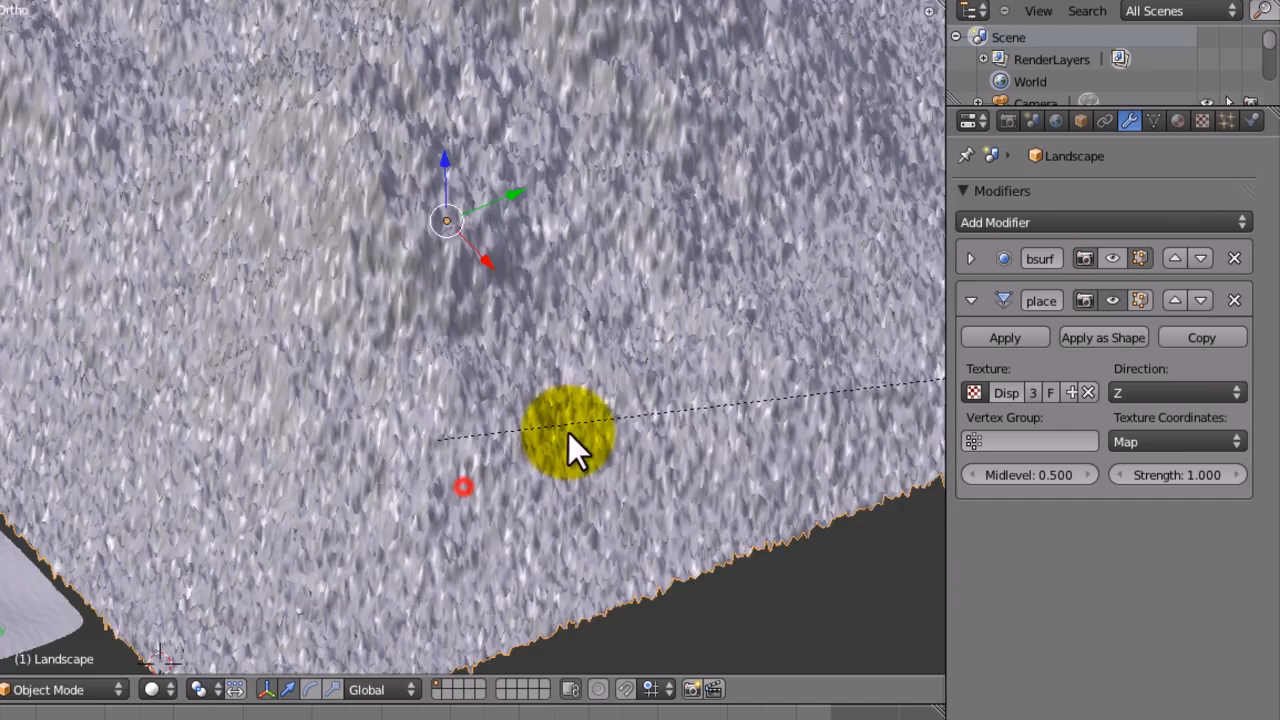 Ortho
View Search All Scenes
Scene
RenderLayers
World
Camera
Landscape
Modifiers
Add Modifier
bsurf
place
Apply Apply as Shape Copy
Texture: Direction:
Disp 3 F Z
Vertex Group: Texture Coordinates:
Map
Midlevel: 0.500 Strength: 1.000
(1) Landscape
Object Mode Global